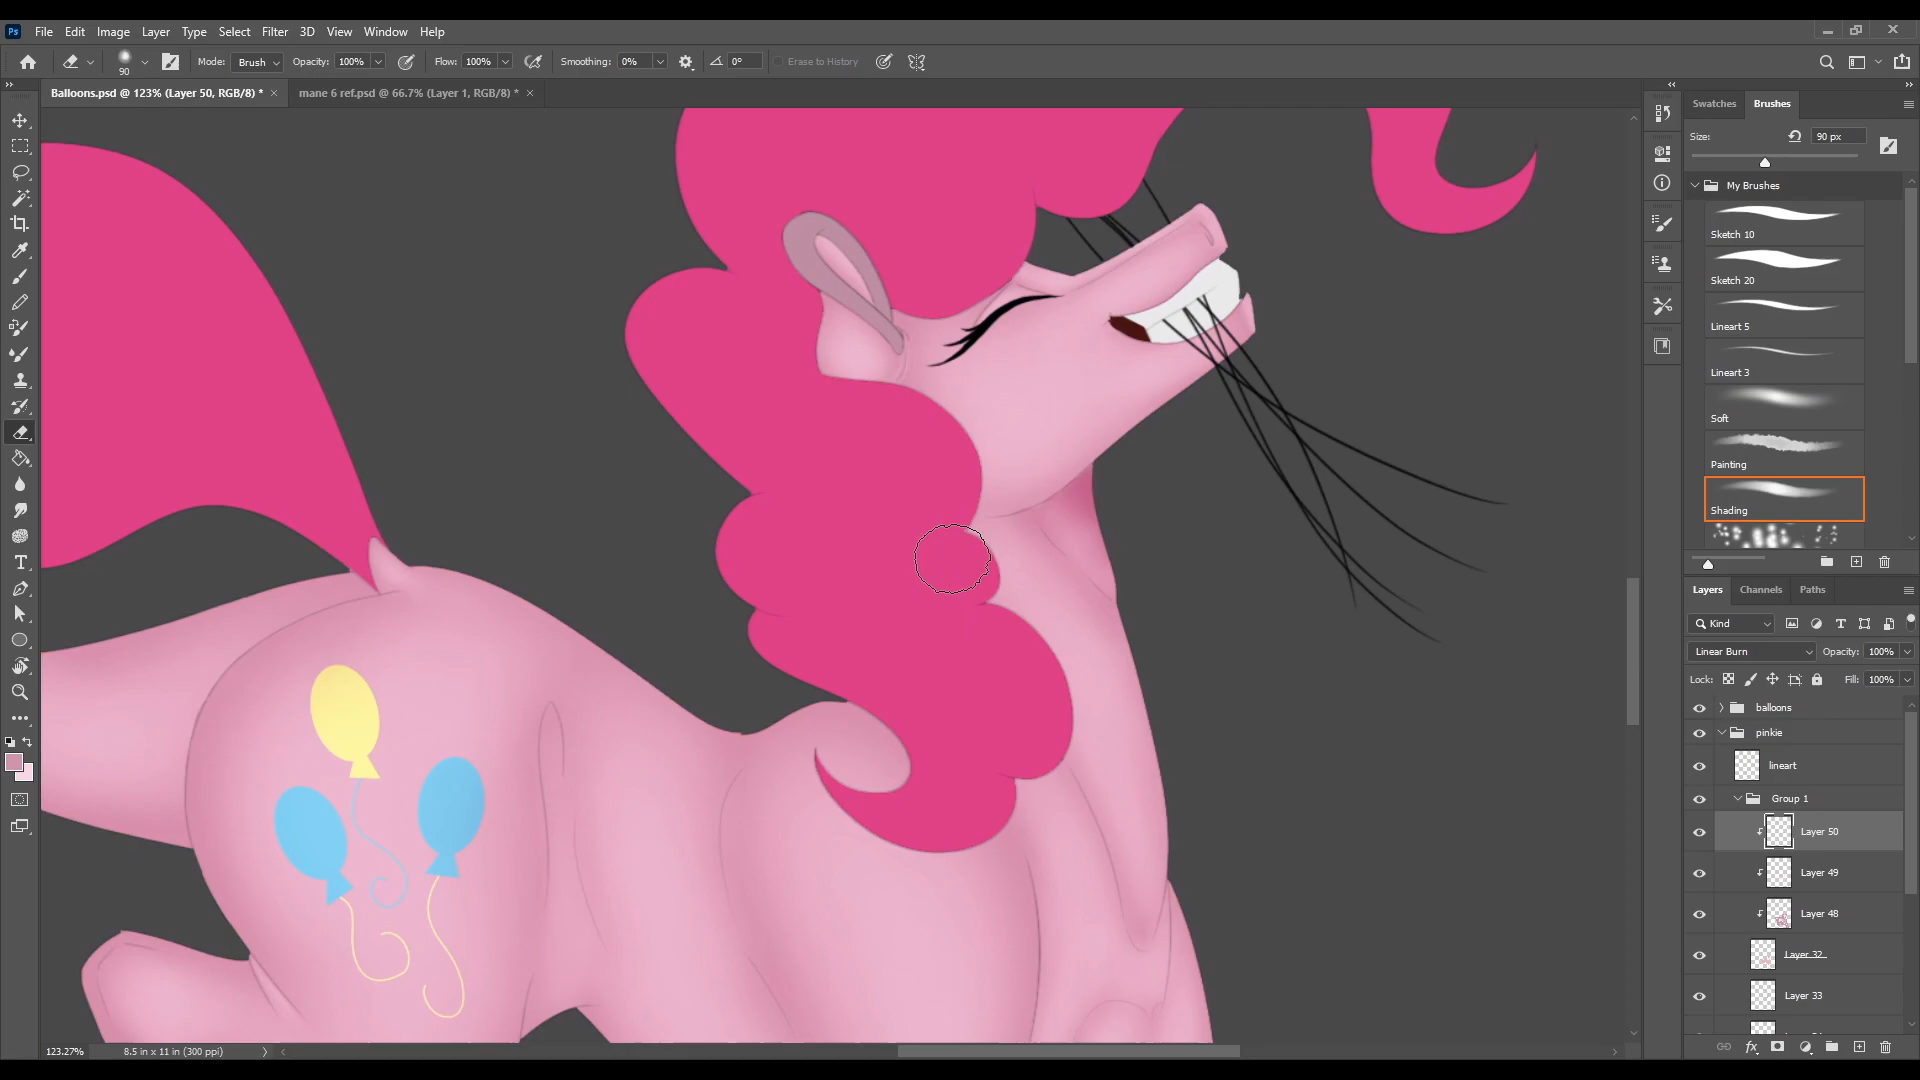 Ps File Edit Image Layer Type Select Filter 3D View Window Help
90 Mode: Brush Opacity: 100% Flow: 100% Smoothing: 0% 0° Erase to History
Balloons.psd @ 123% (Layer 50, RGB/8) * × mane 6 ref.psd @ 66.7% (Layer 1, RGB/8) * ×
Swatches Brushes
Size: 90 px
My Brushes
Sketch 10
Sketch 20
Lineart 5
Lineart 3
Soft
Painting
Shading
Layers Channels Paths
Kind
Linear Burn Opacity: 100%
Lock: Fill: 100%
balloons
pinkie
lineart
Group 1
Layer 50
Layer 49
Layer 48
Layer 32
Layer 33
123.27% 8.5 in x 11 in (300 ppi)